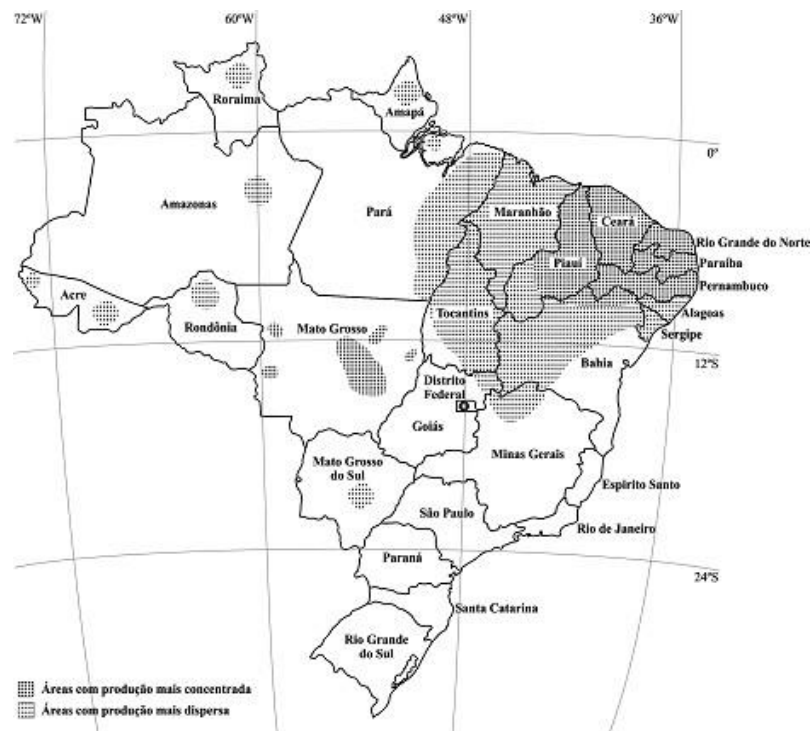 72°W 60°W 48°W 36°W
Roraima
Amapá
0°
Amazonas
Pará
Maranhão
Ceará
Rio Grande do Norte
Piauí
Paraíba
Pernambuco
Acre
Rondônia
Tocantios
Alagoas
Mato Grosso
Sergipe
Bahia
12°S
Distrito
Federal
Goiás
Minas Gerais
Mato Grosso
do Sul
Espírito Santo
São Paulo
Rio de Janeiro
Paraná
24°S
Santa Catarina
Rio Grande
do Sul
Áreas com produção mais concentrada
Áreas com produção mais dispersa